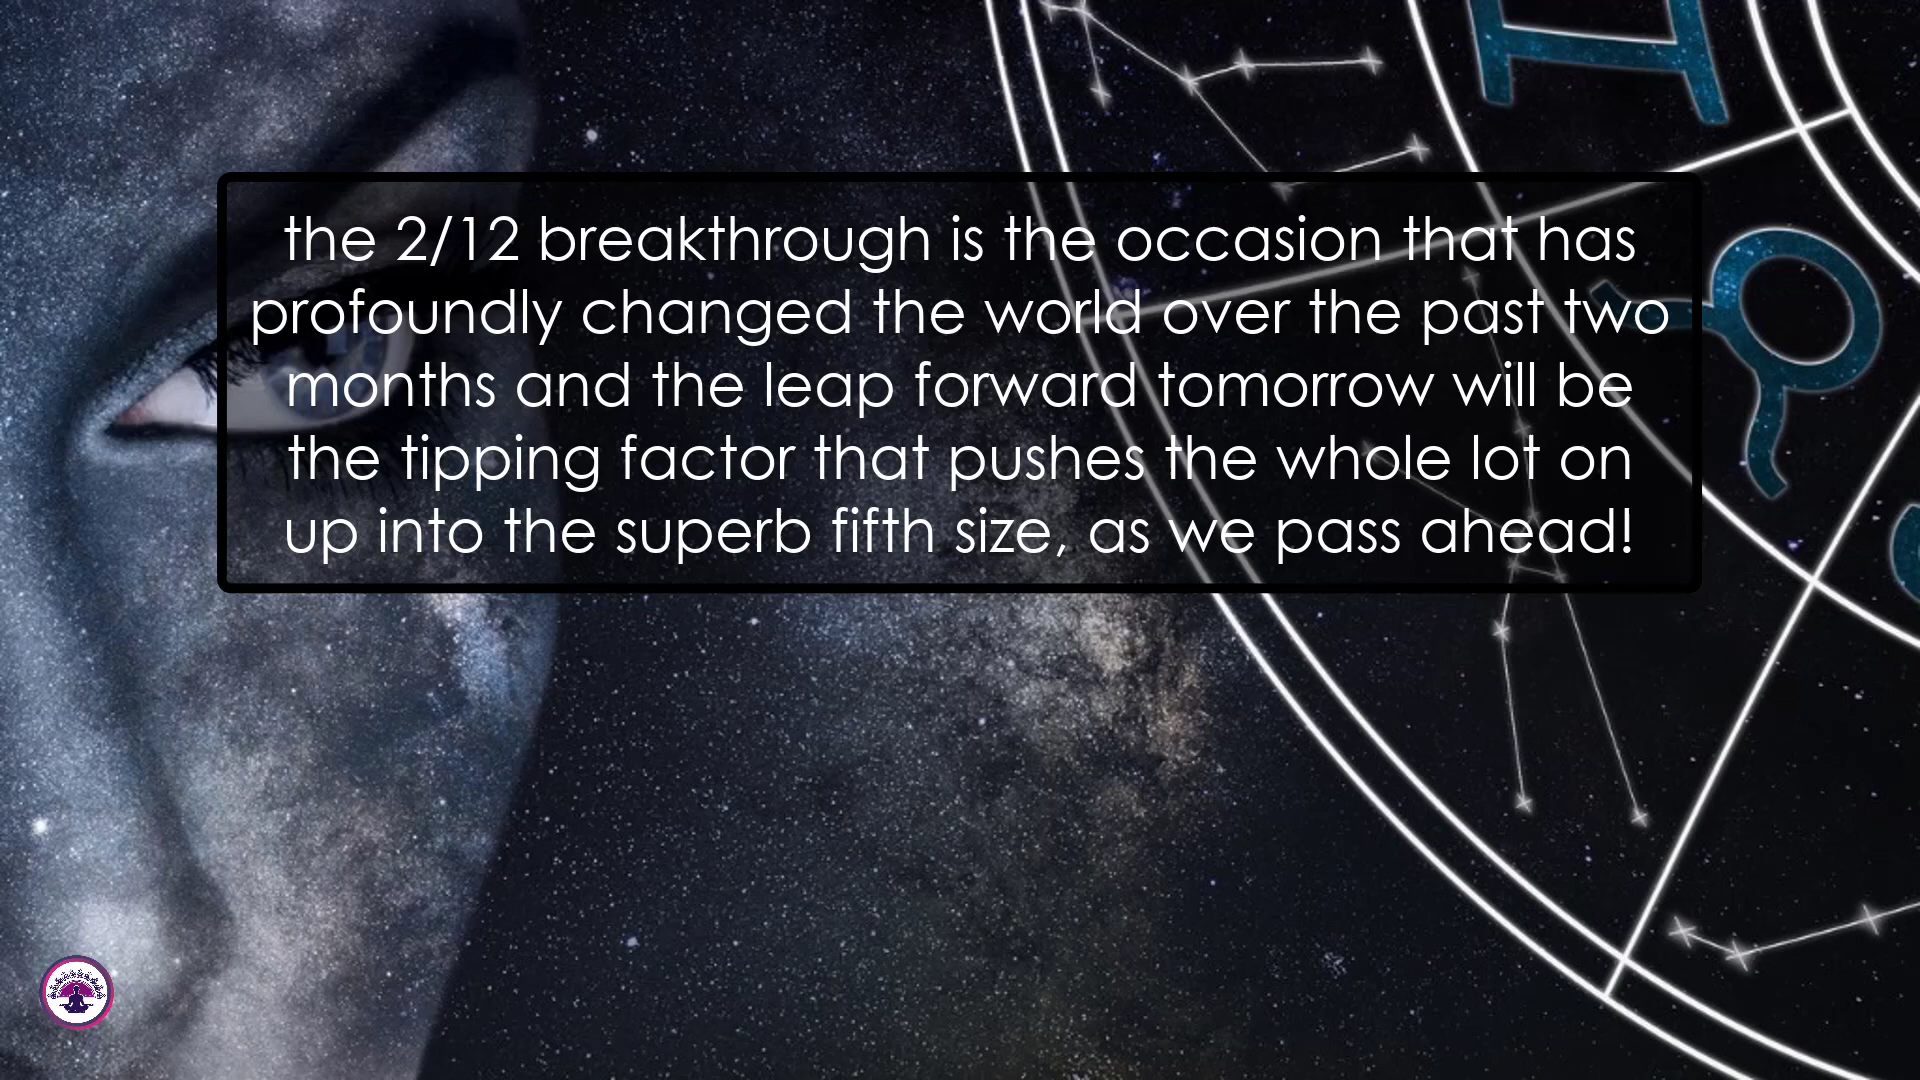 the 2/12 breakthrough is the occasion that has
profoundly changed the world over the past two
months and the leap forward tomorrow will be
the tipping factor that pushes the whole lot on
up into the superb fifth size, as we pass ahead!